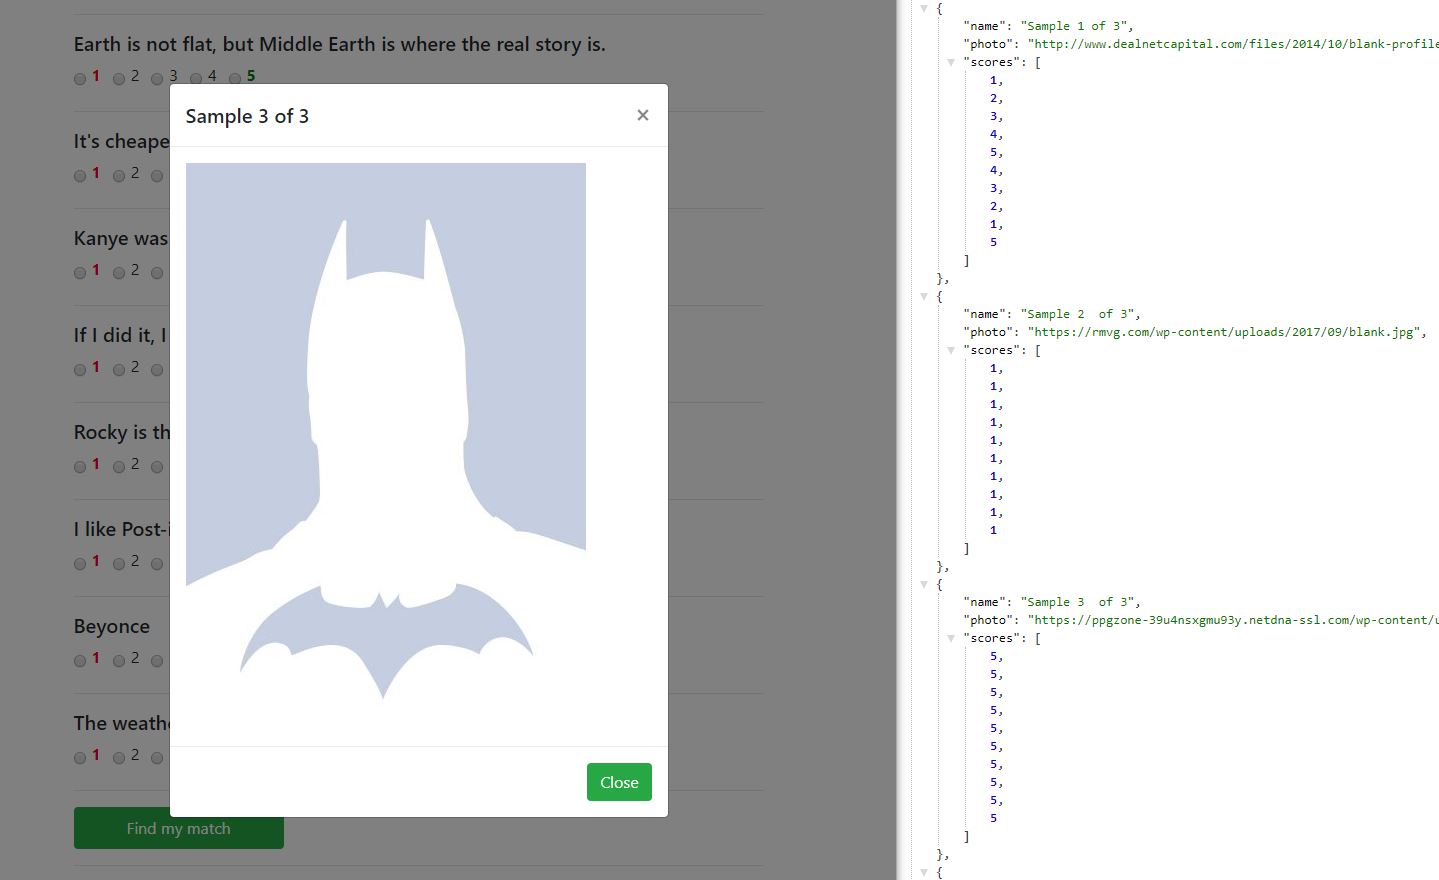 Earth is not flat, but Middle Earth is where the real story is.
1 2 3 4 5
Sample 3 of 3 ×
It's cheape
1 2
Kanye was
1 2
If I did it, I
1 2
Rocky is th
1 2
I like Post-i
1 2
Beyonce
1 2
The weathe
1 2
Close
Find my match
{
"name": "Sample 1 of 3",
"photo": "http://www.dealnetcapital.com/files/2014/10/blank-profile
"scores": [
1,
2,
3,
4,
5,
4,
3,
2,
1,
5
]
},
{
"name": "Sample 2  of 3",
"photo": "https://rmvg.com/wp-content/uploads/2017/09/blank.jpg",
"scores": [
1,
1,
1,
1,
1,
1,
1,
1,
1,
1
]
},
{
"name": "Sample 3  of 3",
"photo": "https://ppgzone-39u4nsxgmu93y.netdna-ssl.com/wp-content/u
"scores": [
5,
5,
5,
5,
5,
5,
5,
5,
5,
5
]
},
{